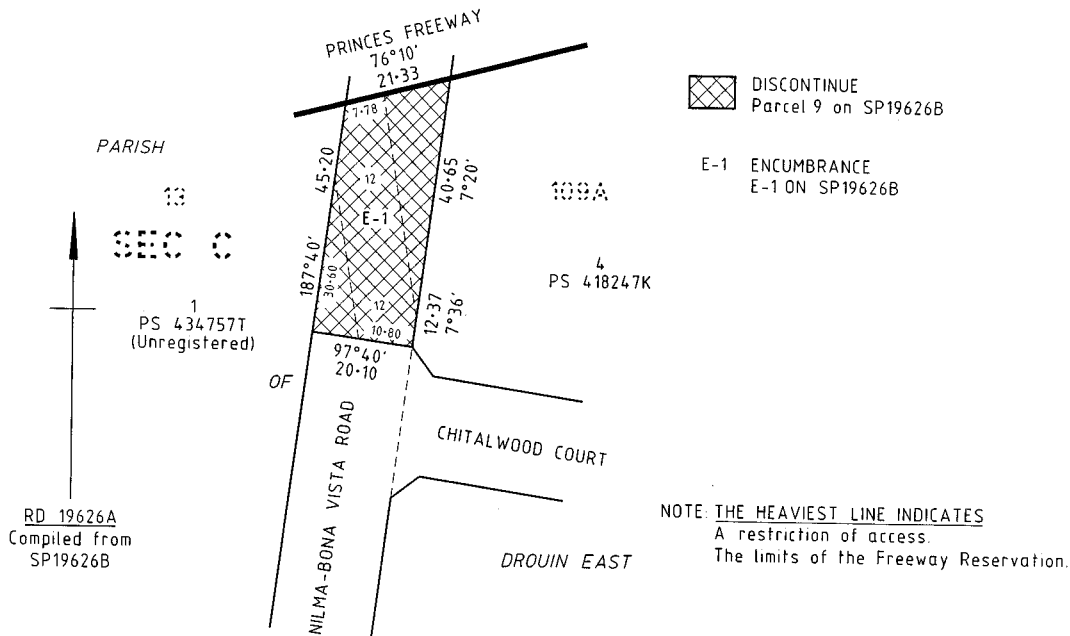 PRINCES FREEWAY
76°10'
21·33
7·78
DISCONTINUE
Parcel 9 on SP19626B
E-1 ENCUMBRANCE
E-1 ON SP19626B
PARISH
13
SEC C
45·20
12
E-1
40·65
7°20'
109A
4
PS 418247K
187°40'
30·60
12
10·80
12·37
7°36'
1
PS 434757T
(Unregistered)
97°40'
20·10
OF
NILMA-BONA VISTA ROAD
CHITALWOOD COURT
RD 19626A
Compiled from
SP19626B
DROUIN EAST
NOTE: THE HEAVIEST LINE INDICATES
A restriction of access.
The limits of the Freeway Reservation.